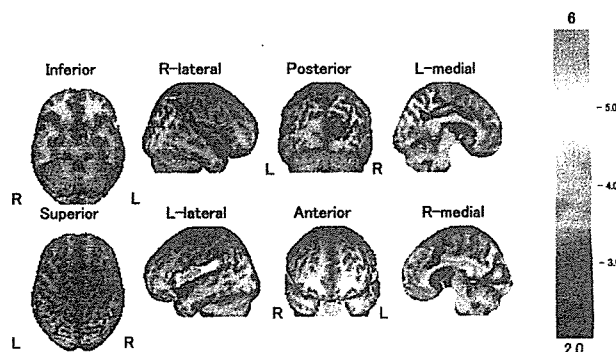 6
Inferior R-lateral Posterior L-medial
- 5.0
R L L R
- 4.0
Superior L-lateral Anterior R-medial
- 3.0
L R R L
2.0